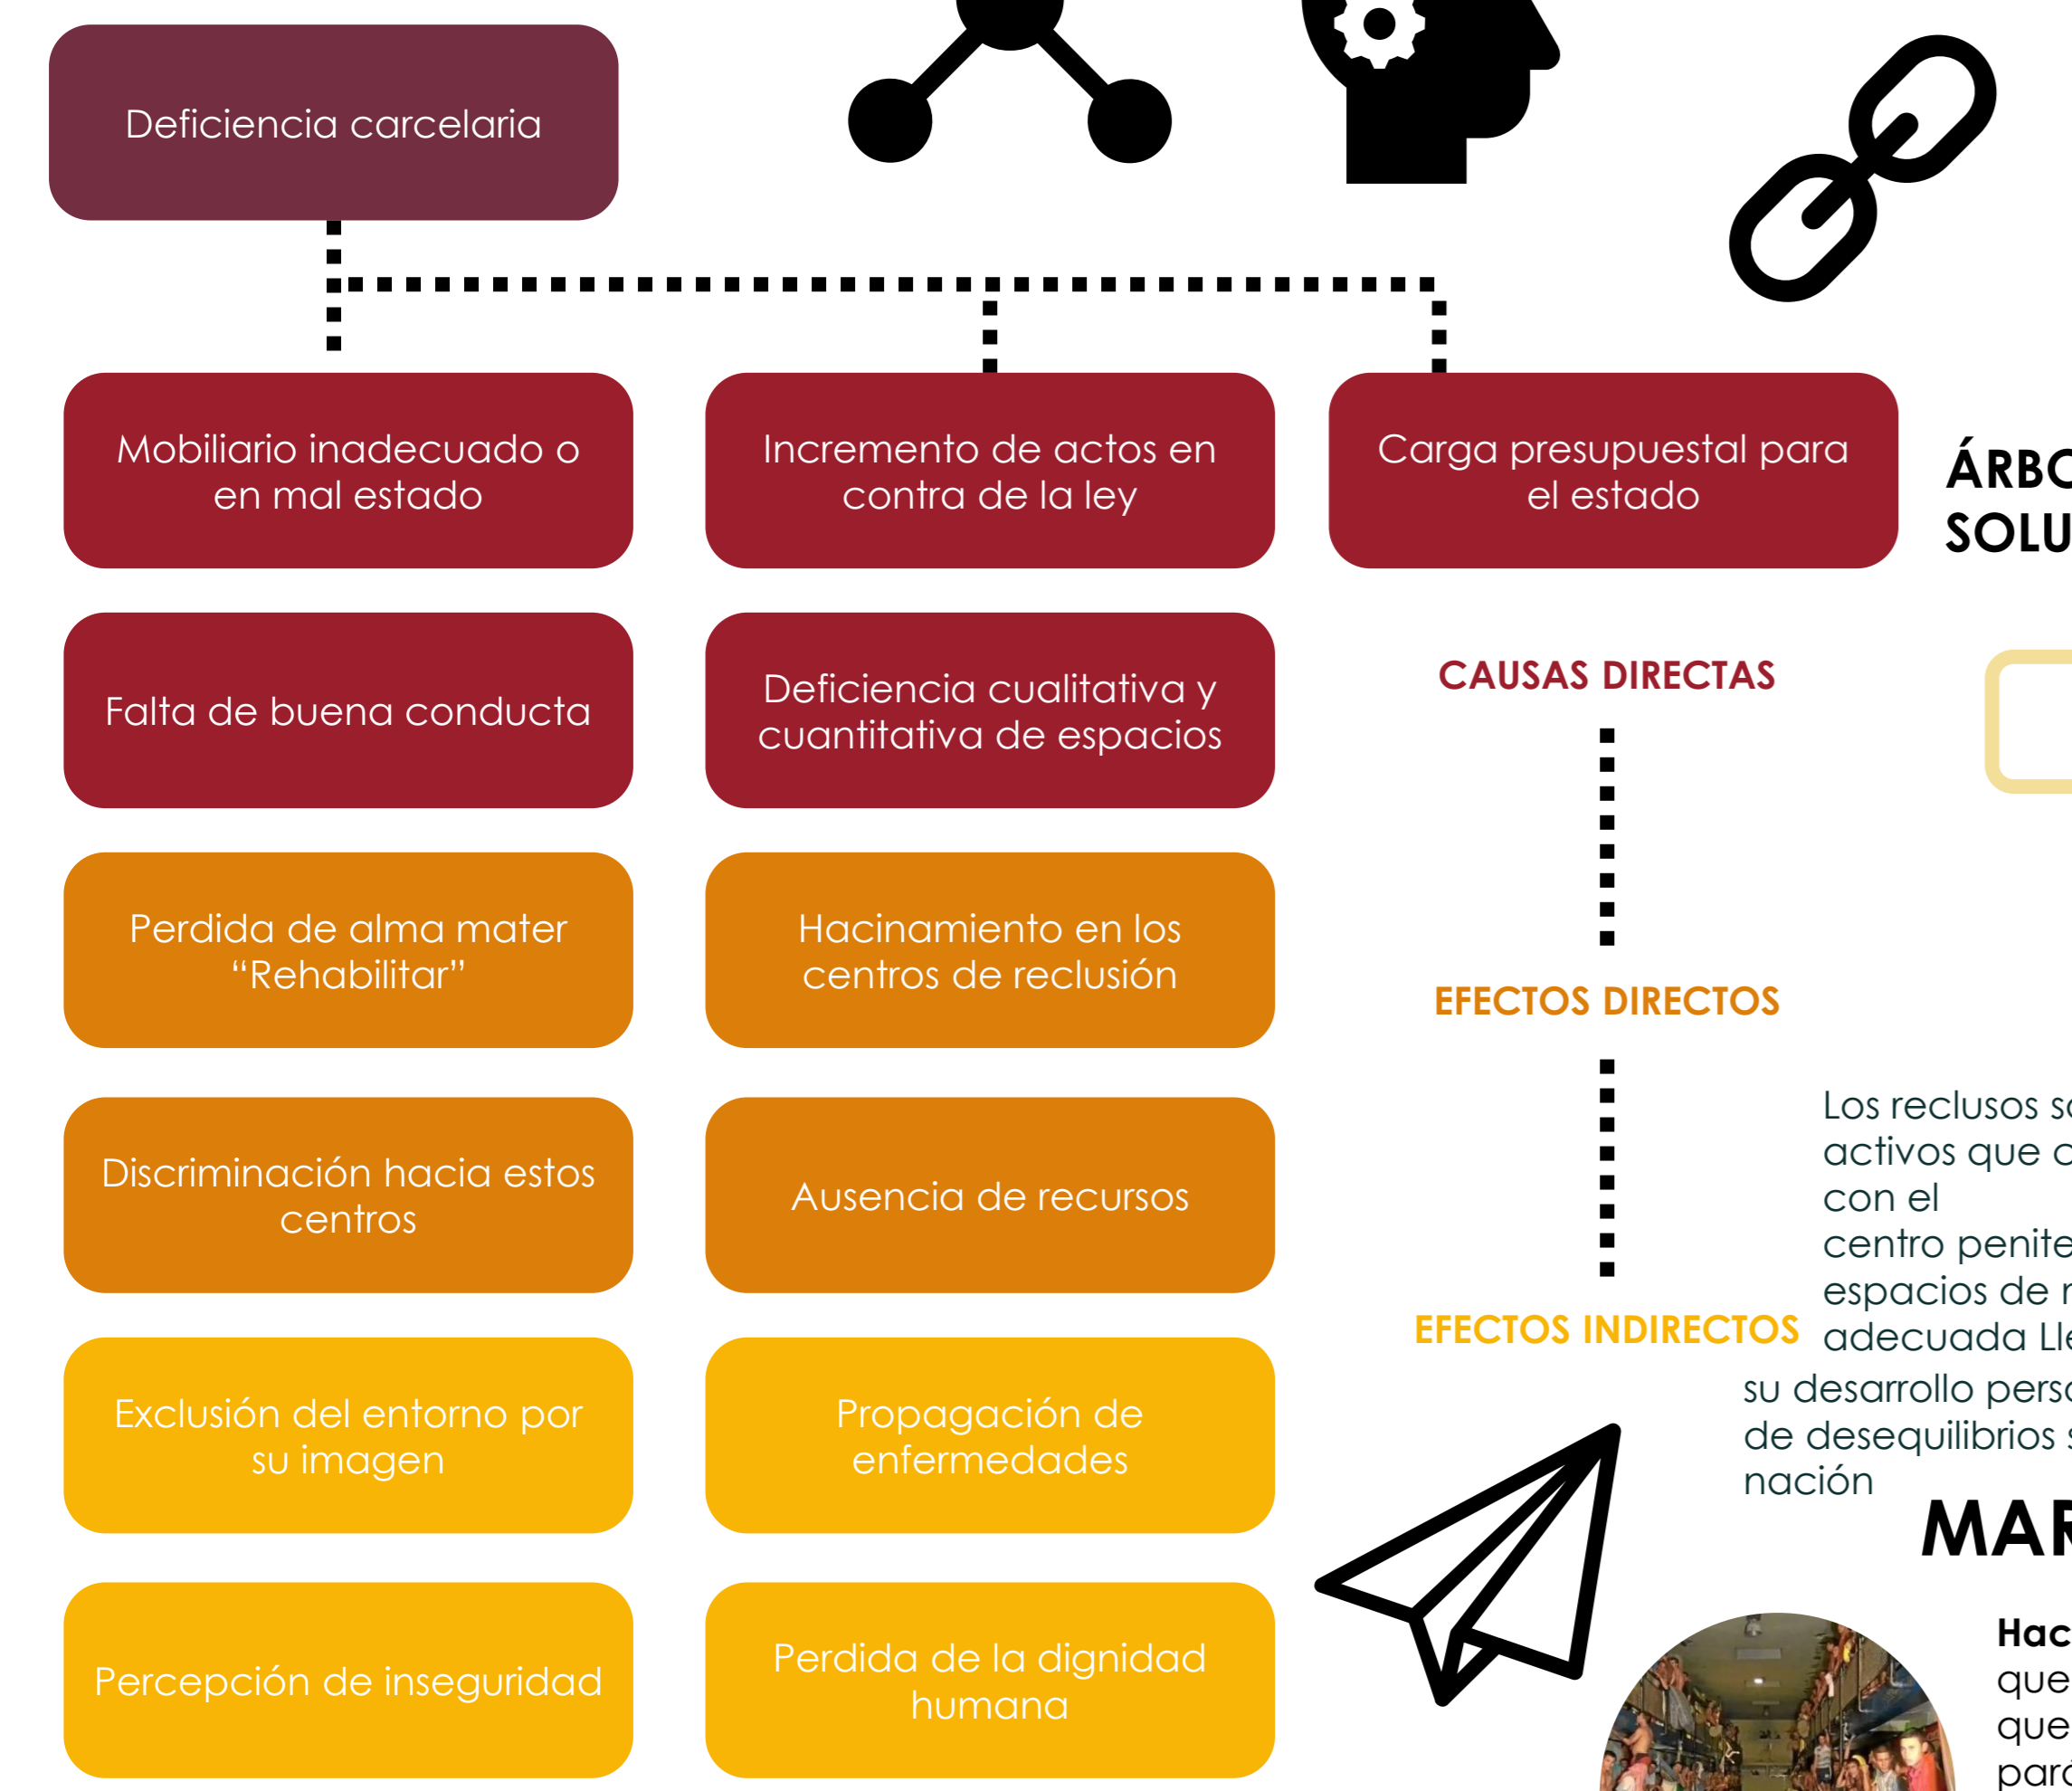 Deficiencia carcelaria
Mobiliario inadecuado o
en mal estado
Incremento de actos en
contra de la ley
Carga presupuestal para
el estado
Falta de buena conducta
Deficiencia cualitativa y
cuantitativa de espacios
CAUSAS DIRECTAS
Perdida de alma mater
“Rehabilitar”
Hacinamiento en los
centros de reclusión
EFECTOS DIRECTOS
Discriminación hacia estos
centros
Ausencia de recursos
EFECTOS INDIRECTOS
Exclusión del entorno por
su imagen
Propagación de
enfermedades
Percepción de inseguridad
Perdida de la dignidad
humana
Los reclusos
activos que
con el
centro
espacios de
adecuada
su desarrollo
de desequilibrios
nación
que
que